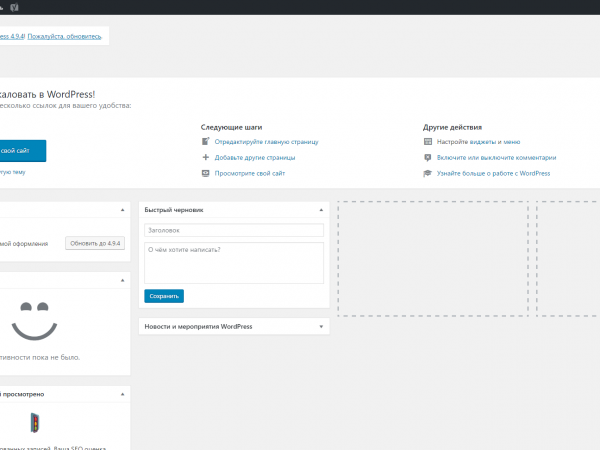 ess 4.9.4! Пожалуйста, обновитесь.
жаловать в WordPress!
есколько ссылок для вашего удобства:
свой сайт
угую тему
Следующие шаги
Отредактируйте главную страницу
Добавьте другие страницы
Просмотрите свой сайт
Другие действия
Настройте виджеты и меню
Включите или выключите комментарии
Узнайте больше о работе с WordPress
мой оформления
Обновить до 4.9.4
тивности пока не было.
просмотрено
Быстрый черновик
Заголовок
О чём хотите написать?
Сохранить
Новости и мероприятия WordPress